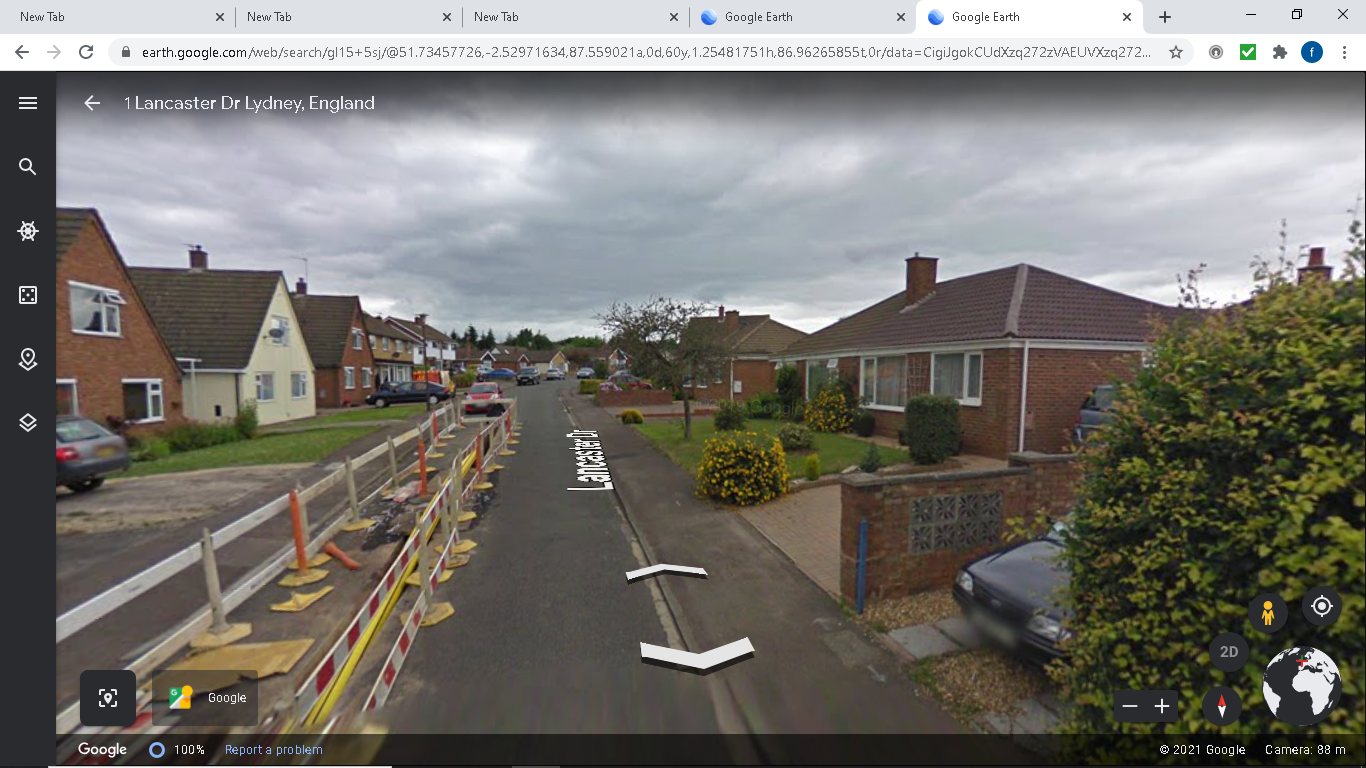 New Tab
New Tab
New Tab
Google Earth
Google Earth
earth.google.com/web/search/gl15+5sj/@51.73457726,-2.52971634,87.559021a,0d,60y,1.25481751h,86.96265855t,0r/data=CigiJgokCUdXzq272zVAEUVXzq272...
f
1 Lancaster Dr Lydney, England
Google
Lancaster Dr
2D
G
Google
Google
100%
Report a problem
© 2021 Google
Camera: 88 m